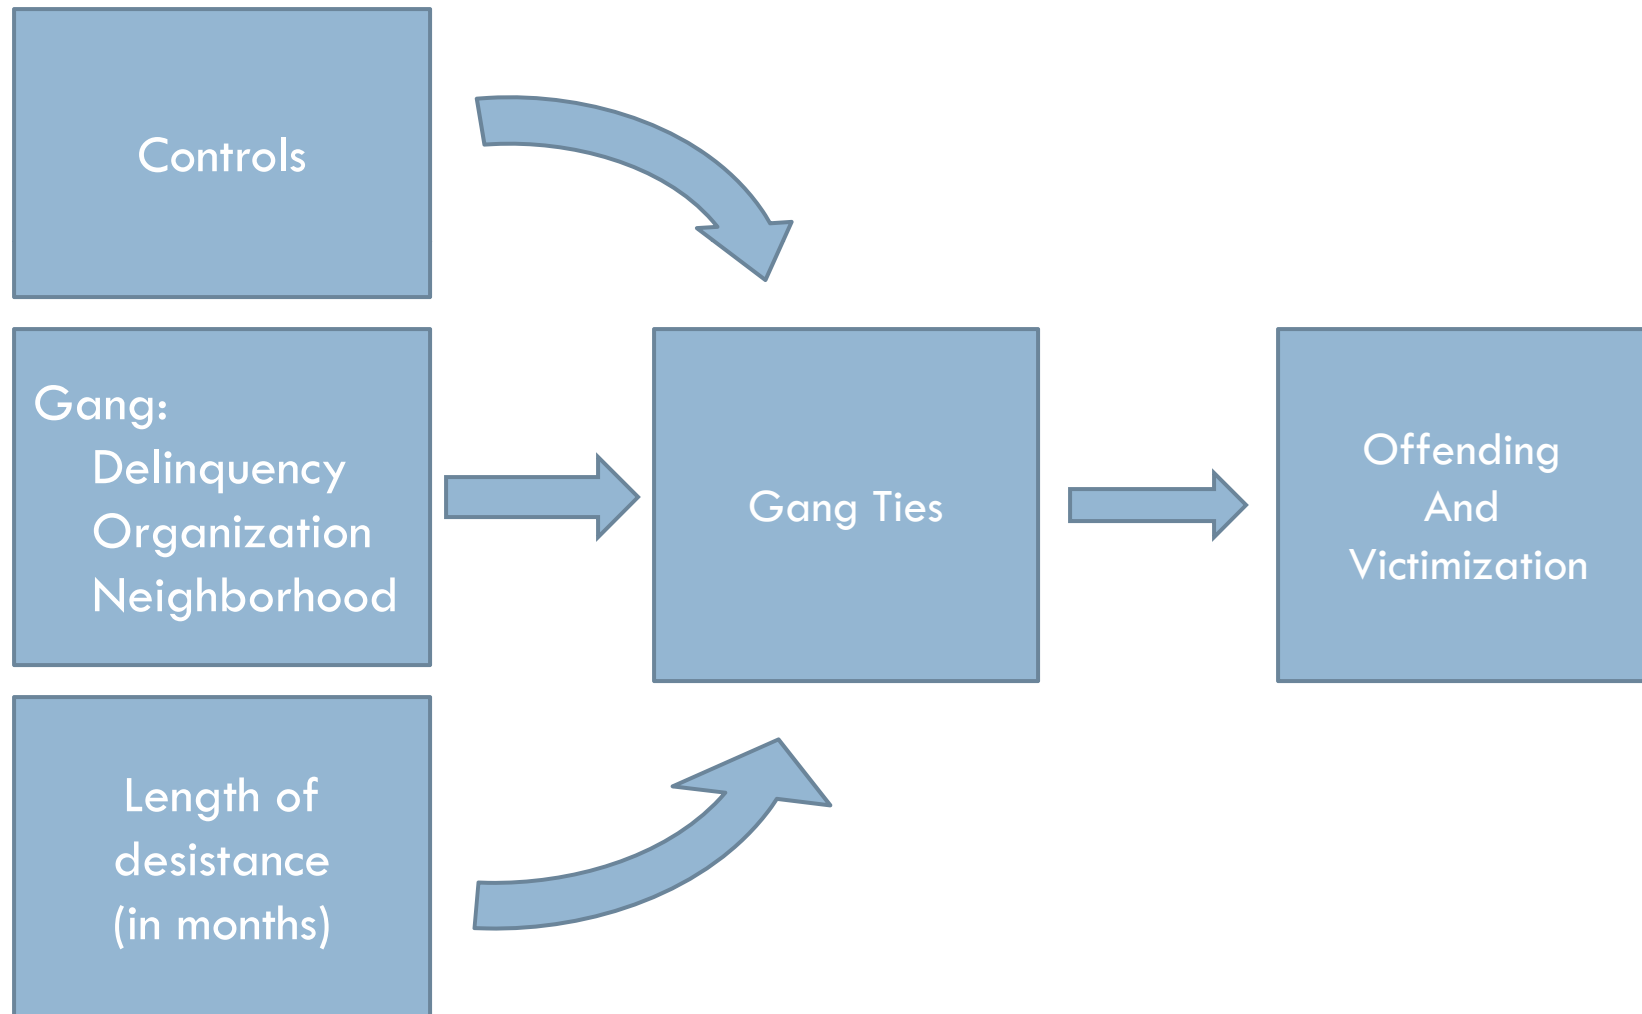 Controls
Gang:
Delinquency
Organization
Neighborhood
Length of
desistance
(in months)
Gang Ties
Offending
And
Victimization